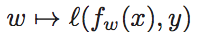 w ↦ ℓ(f_w(x), y)